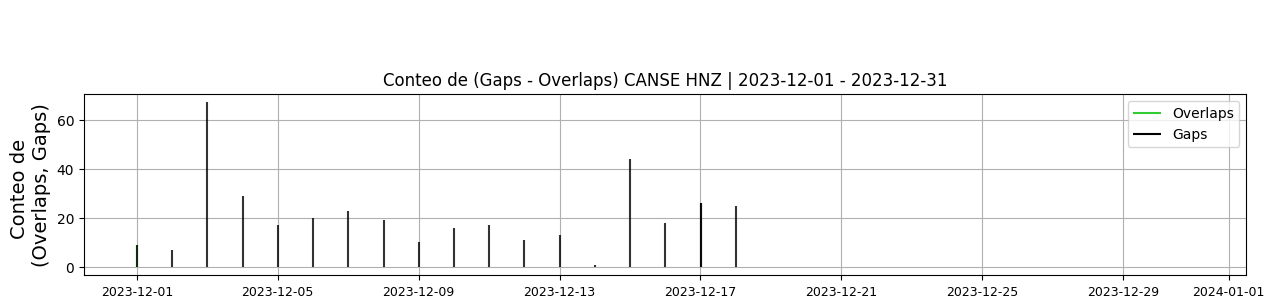 Conteo de (Gaps - Overlaps) CANSE HNZ | 2023-12-01 - 2023-12-31
Conteo de
(Overlaps, Gaps)
60
40
20
0
Overlaps
Gaps
2023-12-01 2023-12-05 2023-12-09 2023-12-13 2023-12-17 2023-12-21 2023-12-25 2023-12-29 2024-01-01